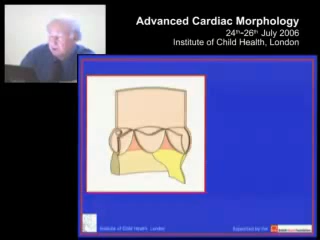 Advanced Cardiac Morphology
24th-26th July 2006
Institute of Child Health, London
Institute of Child Health, London
Supported by the